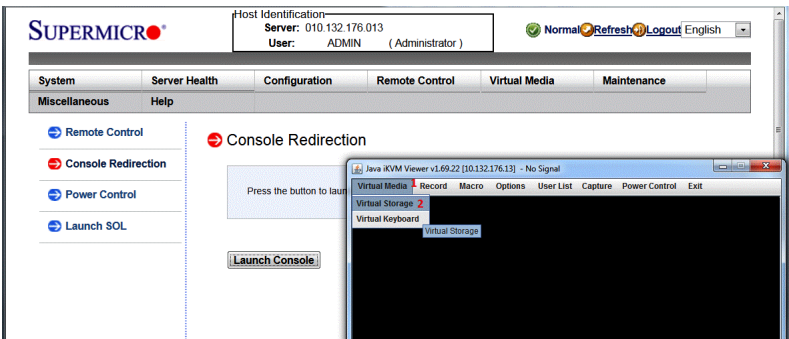 SUPERMICR
Host Identification
Server: 010.132.176.013
User: ADMIN ( Administrator )
Normal Refresh Logout English
System Server Health Configuration Remote Control Virtual Media Maintenance
Miscellaneous Help
Remote Control
Console Redirection
Power Control
Launch SOL
Console Redirection
Press the button to laun
Launch Console
Java iKVM Viewer v1.69.22 [10.132.176.13] - No Signal
Virtual Media 1 Record Macro Options User List Capture Power Control Exit
Virtual Storage 2
Virtual Keyboard
Virtual Storage